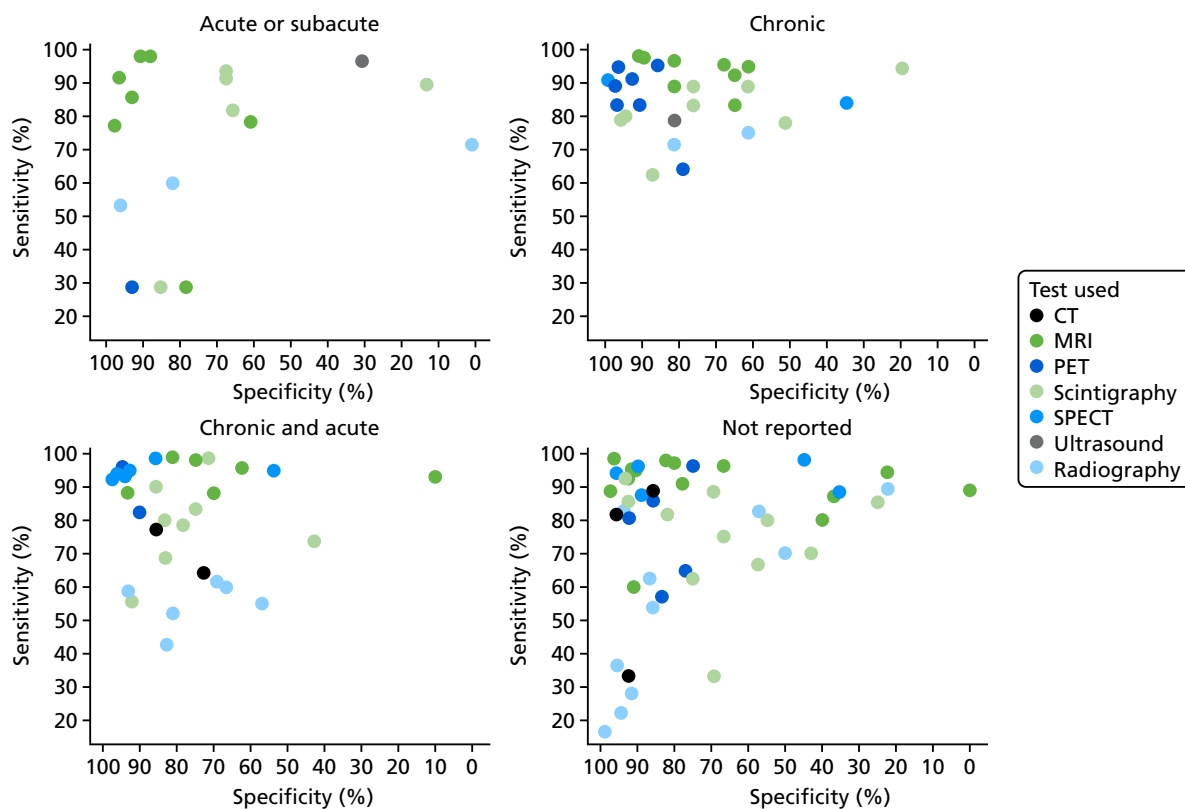 Acute or subacute
100
90
80
70
60
50
40
30
20
Sensitivity (%)
100 90 80 70 60 50 40 30 20 10 0
Specificity (%)
Chronic
100
90
80
70
60
50
40
30
20
Sensitivity (%)
100 90 80 70 60 50 40 30 20 10 0
Specificity (%)
Chronic and acute
100
90
80
70
60
50
40
30
20
Sensitivity (%)
100 90 80 70 60 50 40 30 20 10 0
Specificity (%)
Not reported
100
90
80
70
60
50
40
30
20
Sensitivity (%)
100 90 80 70 60 50 40 30 20 10 0
Specificity (%)
Test used
CT
MRI
PET
Scintigraphy
SPECT
Ultrasound
Radiography